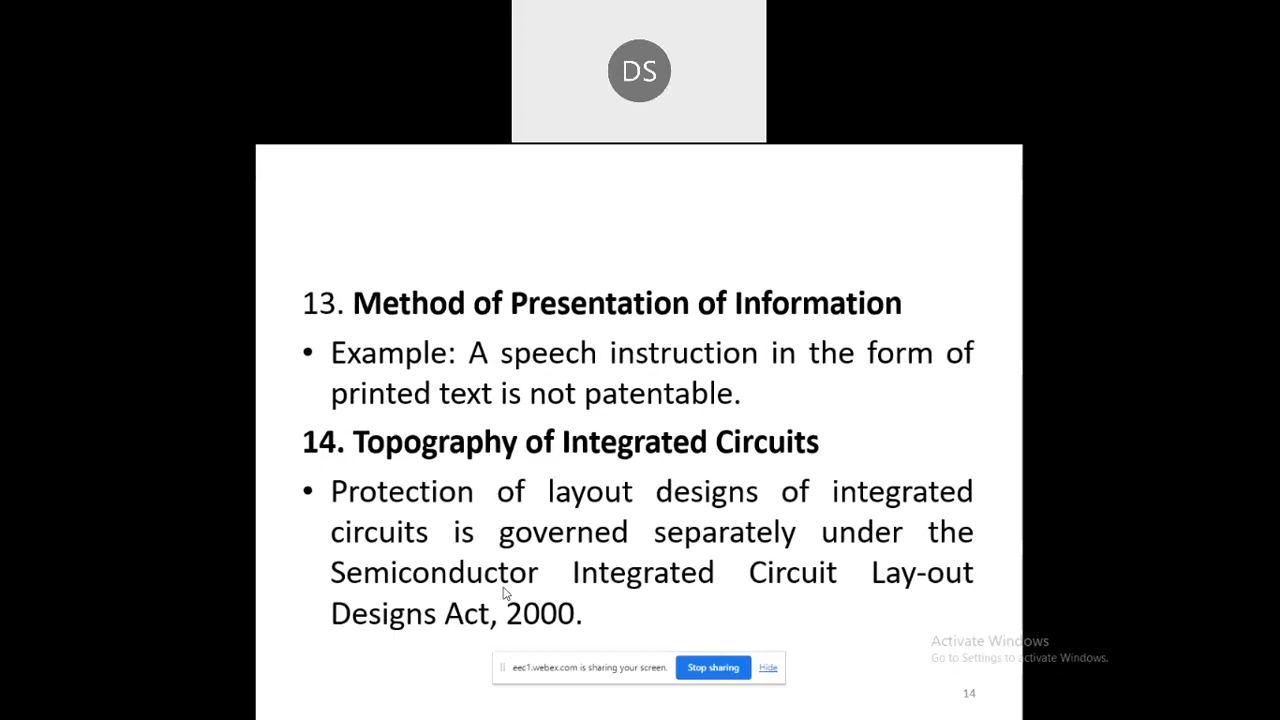 DS
13. Method of Presentation of Information
• Example: A speech instruction in the form of
printed text is not patentable.
14. Topography of Integrated Circuits
• Protection of layout designs of integrated
circuits is governed separately under the
Semiconductor Integrated Circuit Lay-out
Designs Act, 2000.
Activate Windows
Go to Settings to activate Windows.
eec1.webex.com is sharing your screen.
Stop sharing
Hide
14